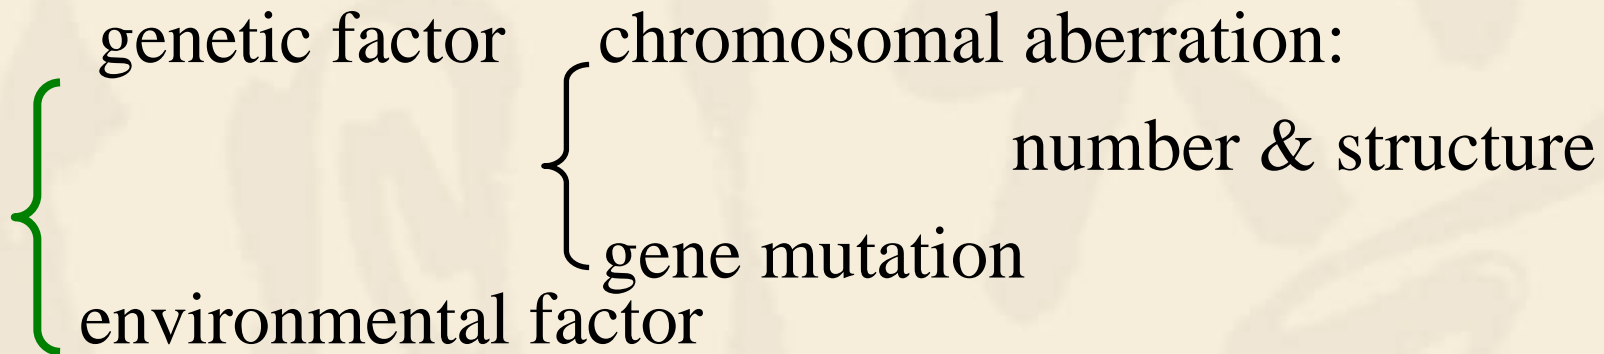 genetic factor chromosomal aberration:
number & structure
gene mutation
environmental factor